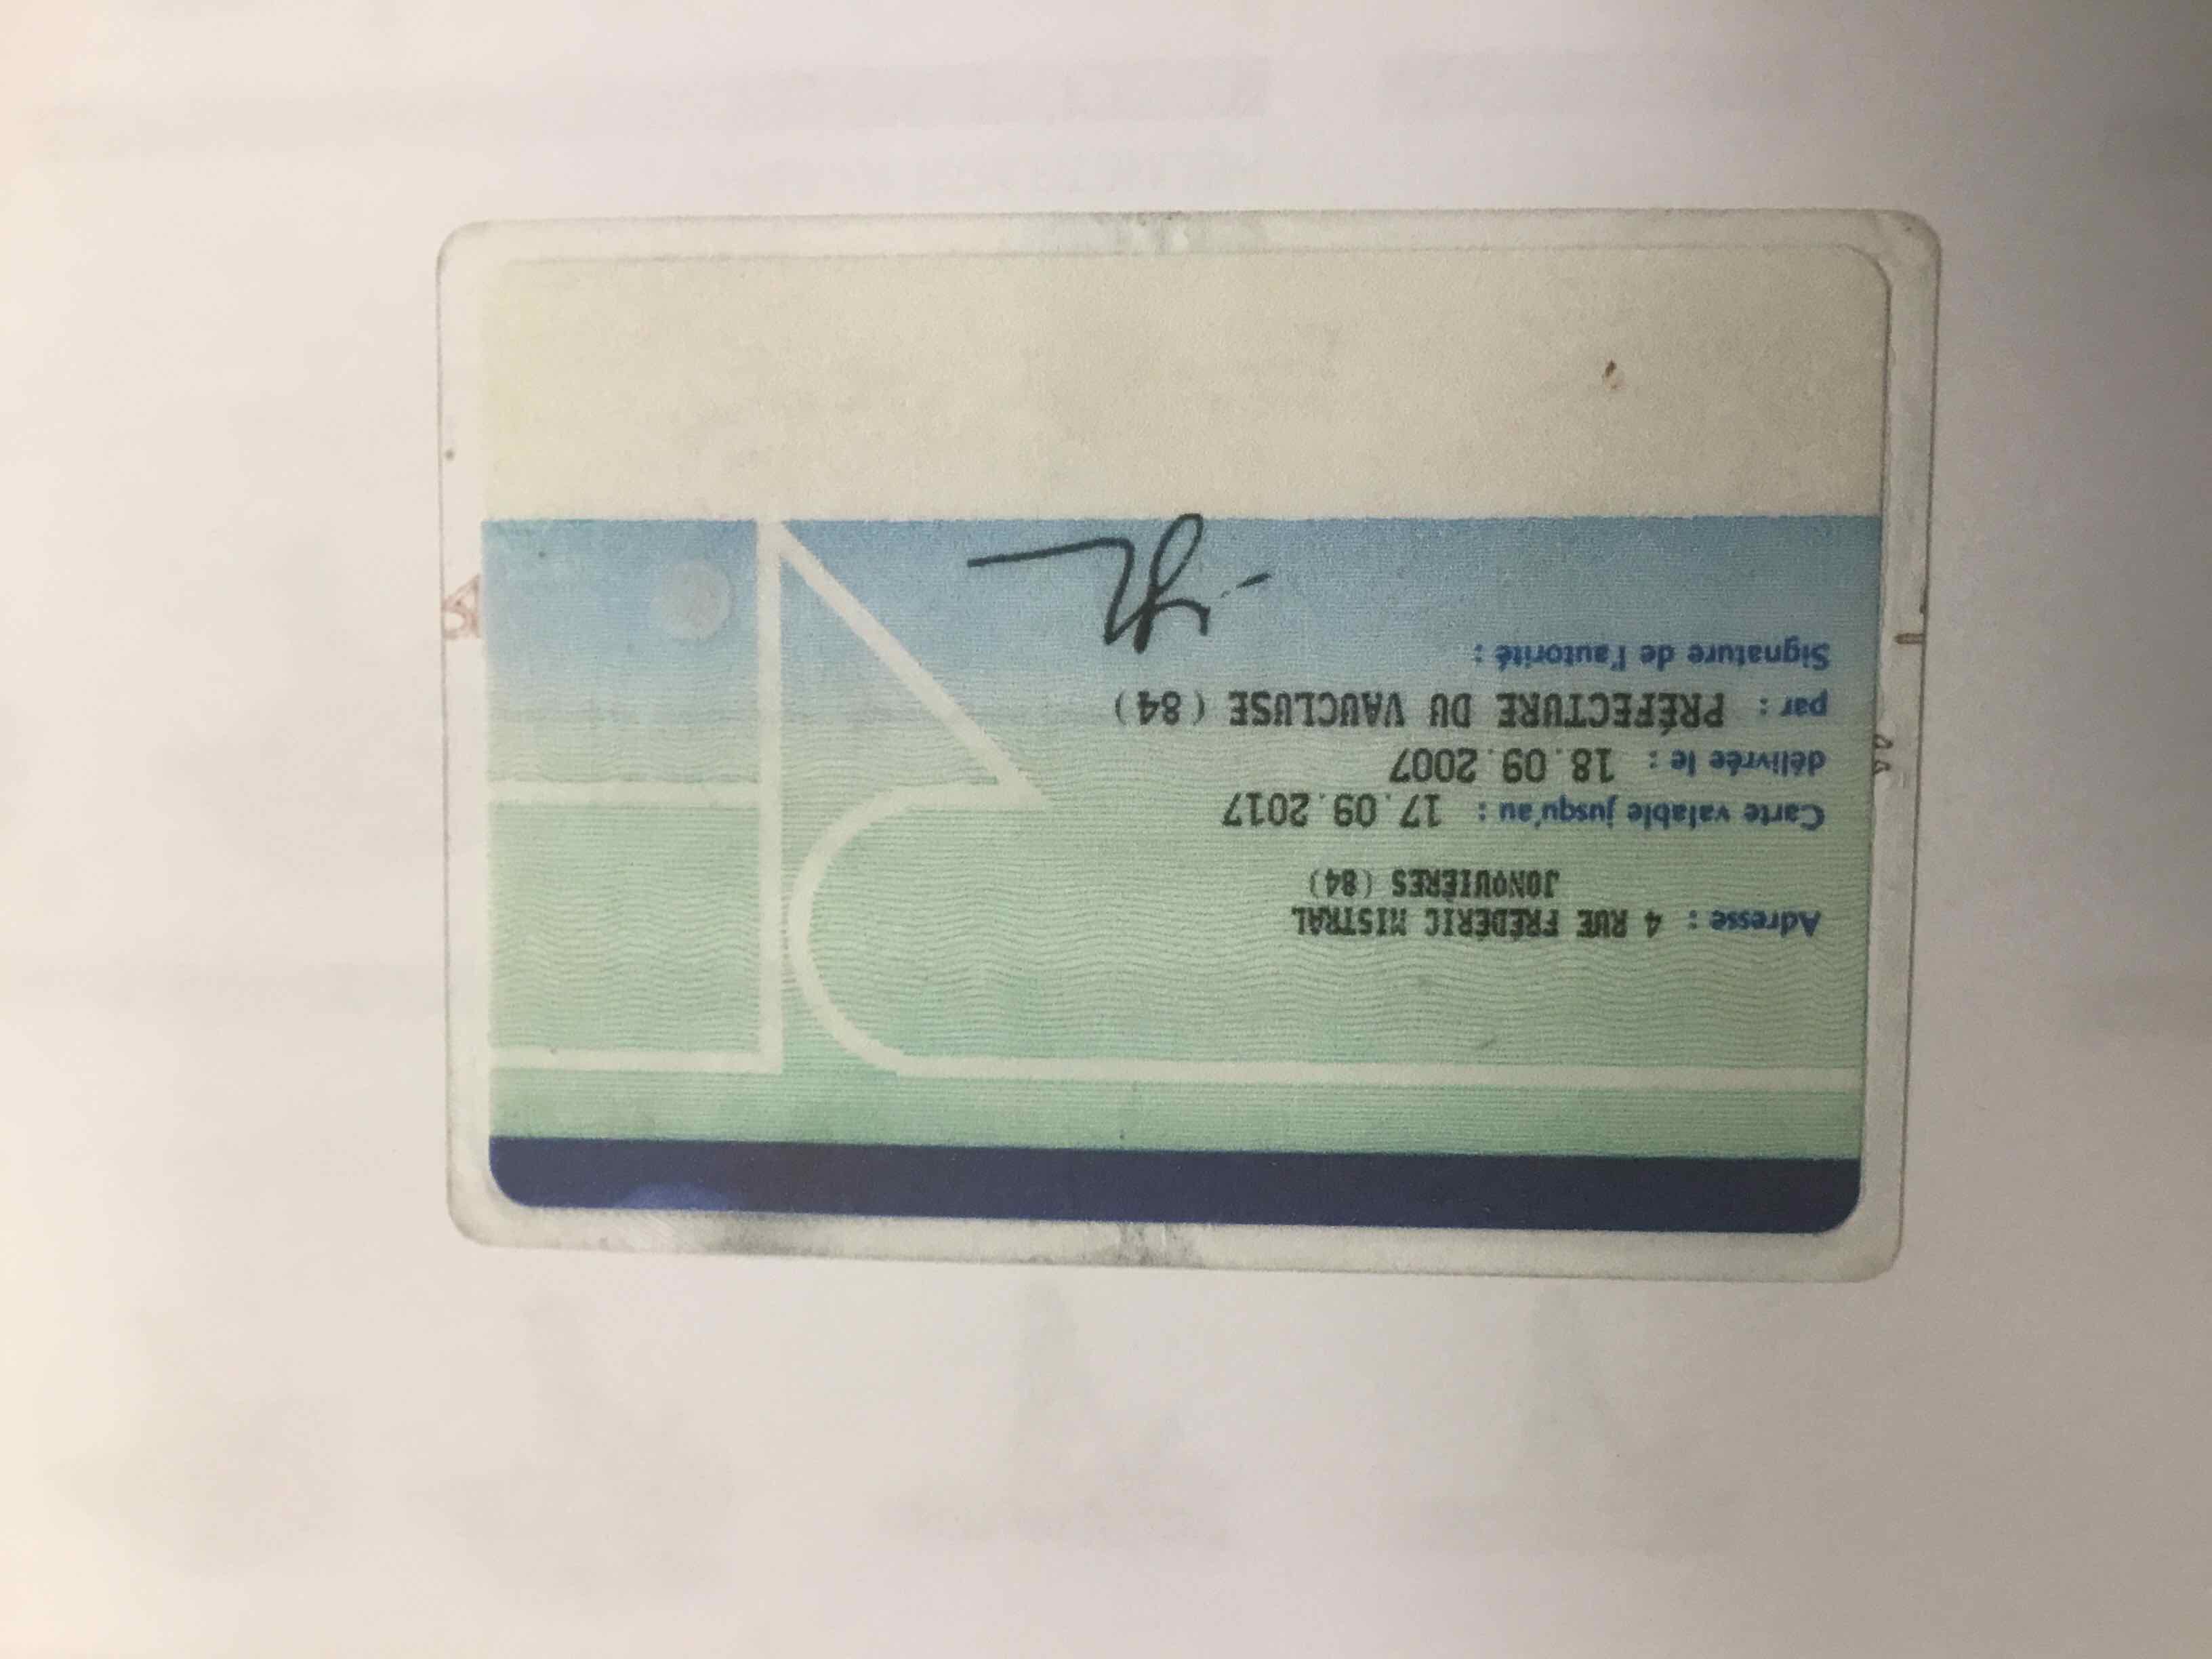 Adresse : 4 RUE FRÉDÉRIC MISTRAL
JONQUIÈRES (84)
Carte valable jusqu'au : 17.09.2017
délivrée le : 18.09.2007
par : PRÉFECTURE DU VAUCLUSE (84)
Signature de l'autorité :